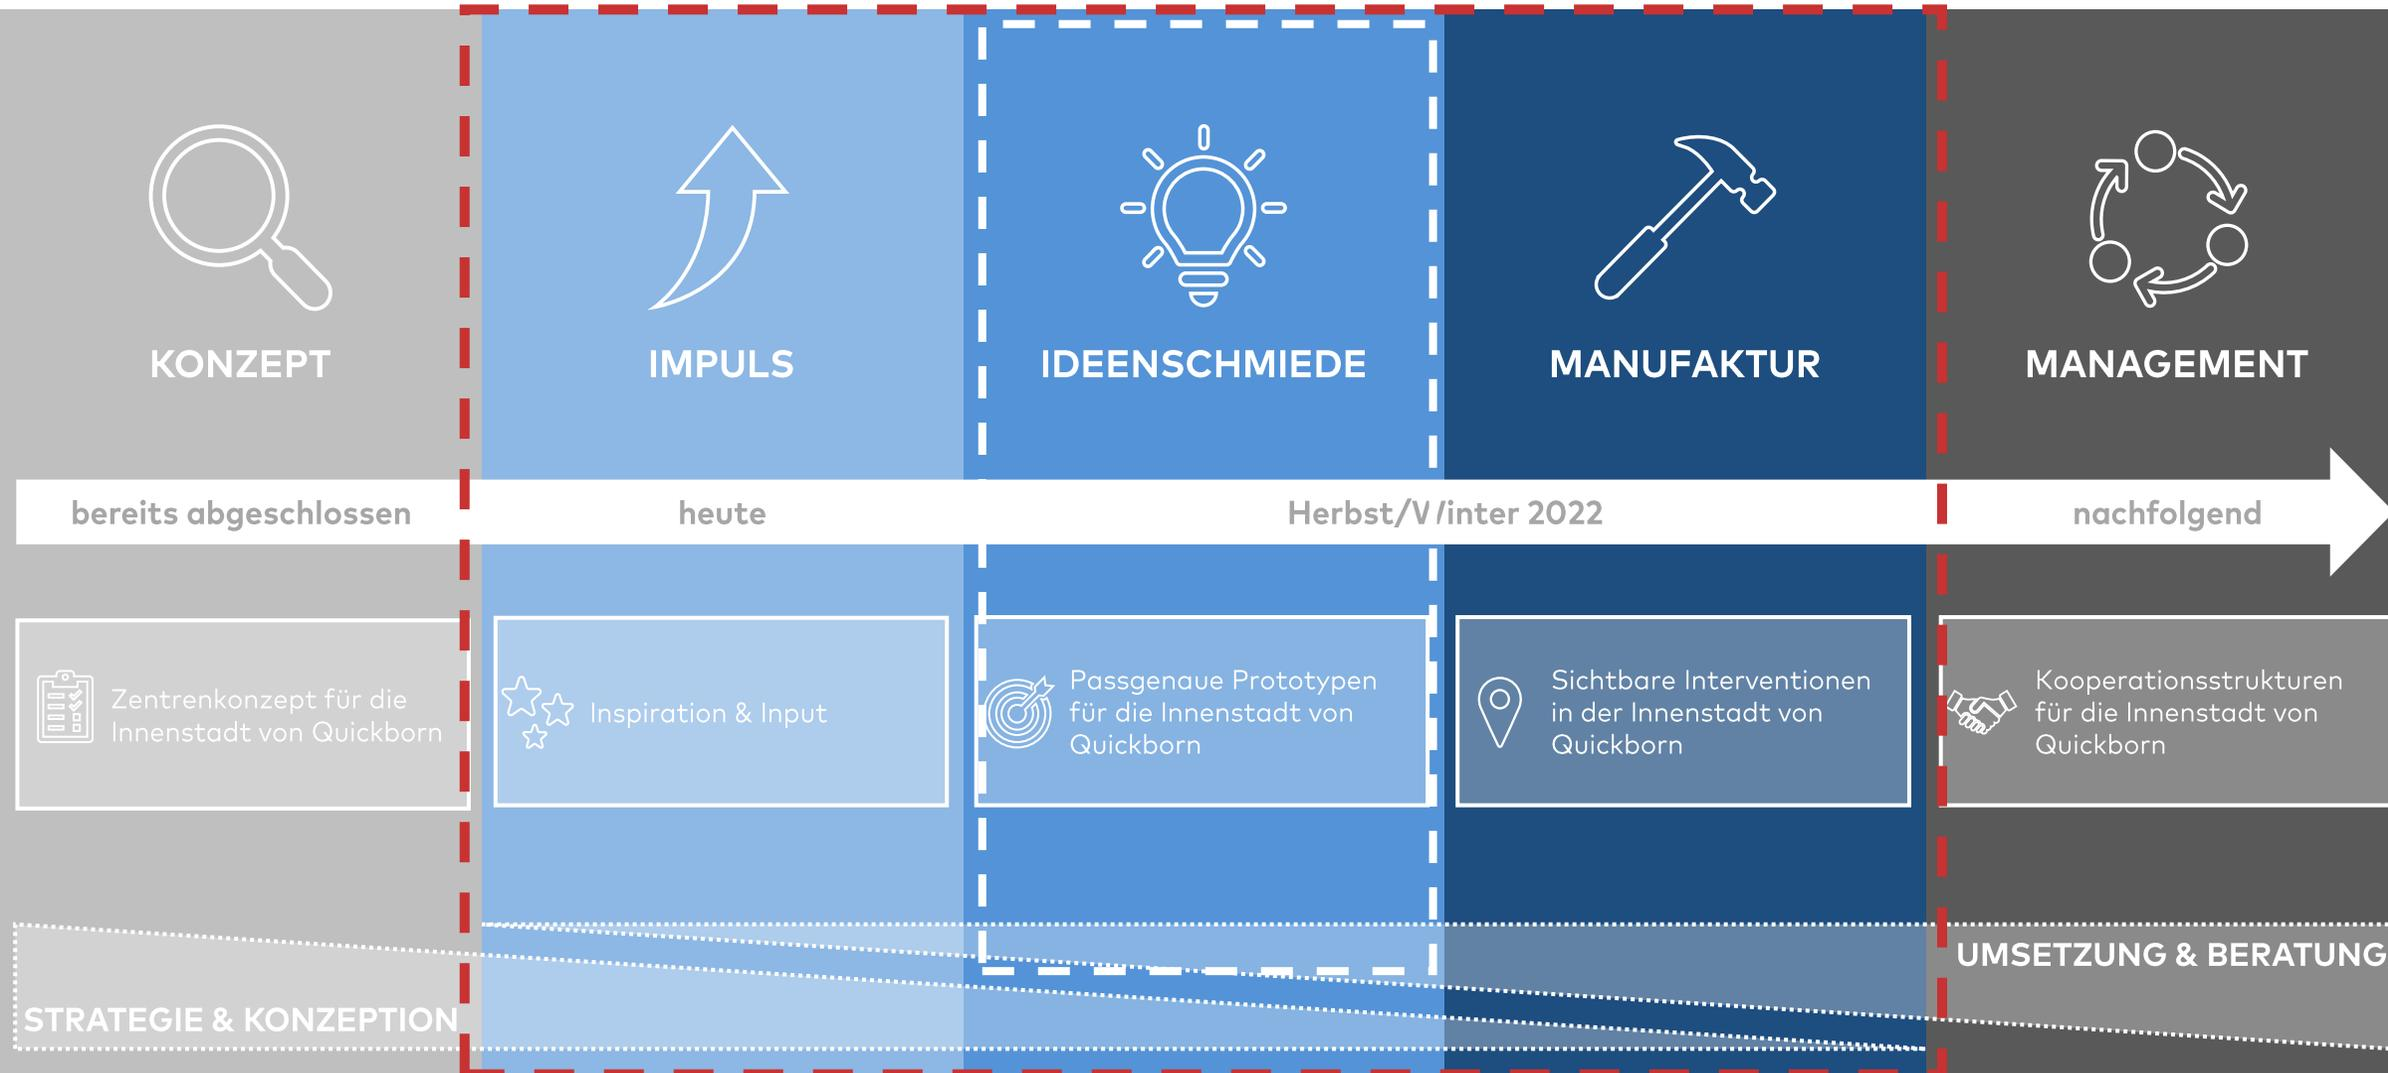 KONZEPT
IMPULS
IDEENSCHMIEDE
MANUFAKTUR
MANAGEMENT
bereits abgeschlossen
heute
Herbst/Winter 2022
nachfolgend
Zentrenkonzept für die
Innenstadt von Quickborn
Inspiration & Input
Passgenaue Prototypen
für die Innenstadt von
Quickborn
Sichtbare Interventionen
in der Innenstadt von
Quickborn
Kooperationsstrukturen
für die Innenstadt von
Quickborn
UMSETZUNG & BERATUNG
STRATEGIE & KONZEPTION